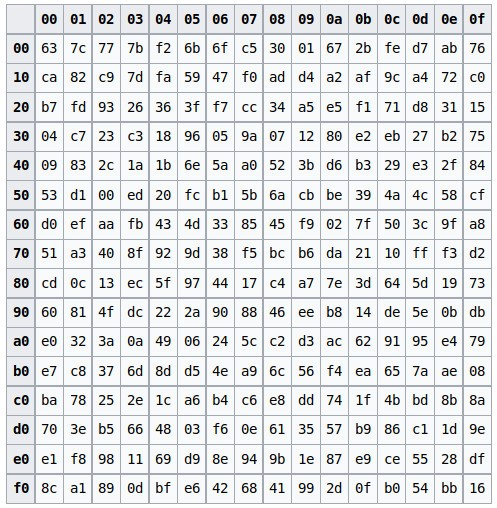 00 01 02 03 04 05 06 07 08 09 0a 0b 0c 0d 0e 0f
00 63 7c 77 7b f2 6b 6f c5 30 01 67 2b fe d7 ab 76
10 ca 82 c9 7d fa 59 47 f0 ad d4 a2 af 9c a4 72 c0
20 b7 fd 93 26 36 3f f7 cc 34 a5 e5 f1 71 d8 31 15
30 04 c7 23 c3 18 96 05 9a 07 12 80 e2 eb 27 b2 75
40 09 83 2c 1a 1b 6e 5a a0 52 3b d6 b3 29 e3 2f 84
50 53 d1 00 ed 20 fc b1 5b 6a cb be 39 4a 4c 58 cf
60 d0 ef aa fb 43 4d 33 85 45 f9 02 7f 50 3c 9f a8
70 51 a3 40 8f 92 9d 38 f5 bc b6 da 21 10 ff f3 d2
80 cd 0c 13 ec 5f 97 44 17 c4 a7 7e 3d 64 5d 19 73
90 60 81 4f dc 22 2a 90 88 46 ee b8 14 de 5e 0b db
a0 e0 32 3a 0a 49 06 24 5c c2 d3 ac 62 91 95 e4 79
b0 e7 c8 37 6d 8d d5 4e a9 6c 56 f4 ea 65 7a ae 08
c0 ba 78 25 2e 1c a6 b4 c6 e8 dd 74 1f 4b bd 8b 8a
d0 70 3e b5 66 48 03 f6 0e 61 35 57 b9 86 c1 1d 9e
e0 e1 f8 98 11 69 d9 8e 94 9b 1e 87 e9 ce 55 28 df
f0 8c a1 89 0d bf e6 42 68 41 99 2d 0f b0 54 bb 16